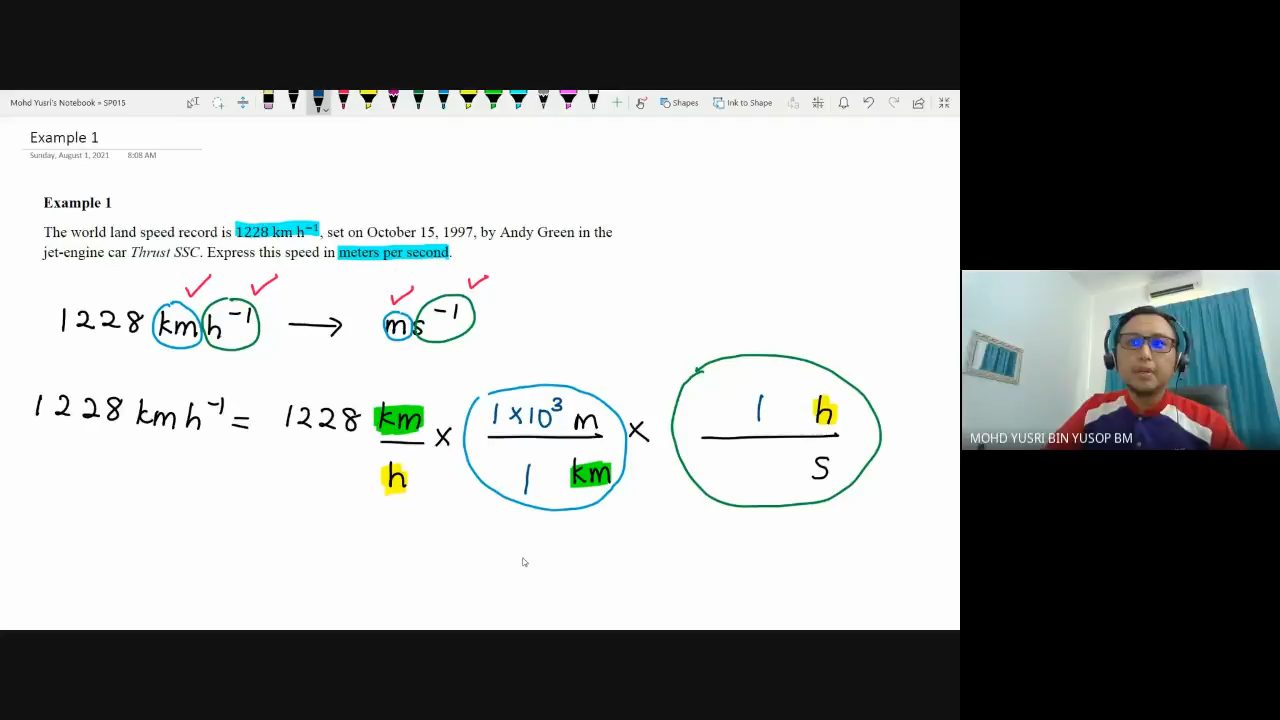 Mohd Yusri's Notebook » SP015
Shapes
Ink to Shape
Example 1
Sunday, August 1, 2021 8:08 AM
Example 1
The world land speed record is 1228 km h⁻¹, set on October 15, 1997, by Andy Green in the
jet-engine car Thrust SSC. Express this speed in meters per second.
1228 km h⁻¹ → m s⁻¹
1228 km h⁻¹ = 1228 km/h × 1×10³ m/1 km × 1 h/s
MOHD YUSRI BIN YUSOP BM